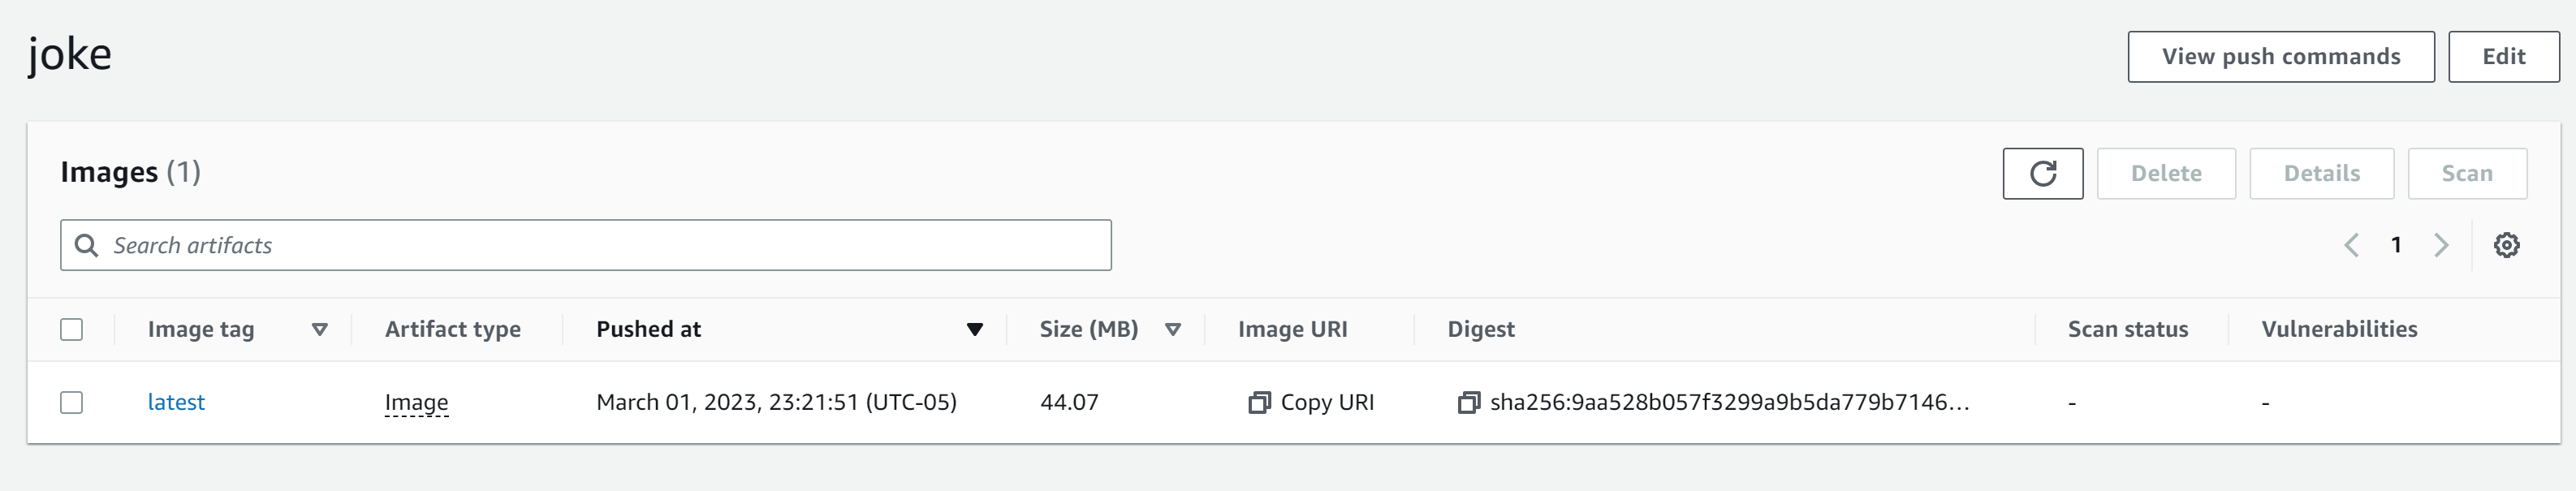 joke
View push commands
Edit
Images (1)
Delete
Details
Scan
Search artifacts
1
Image tag Artifact type Pushed at Size (MB) Image URI Digest Scan status Vulnerabilities
latest Image March 01, 2023, 23:21:51 (UTC-05) 44.07 Copy URI sha256:9aa528b057f3299a9b5da779b7146... - -